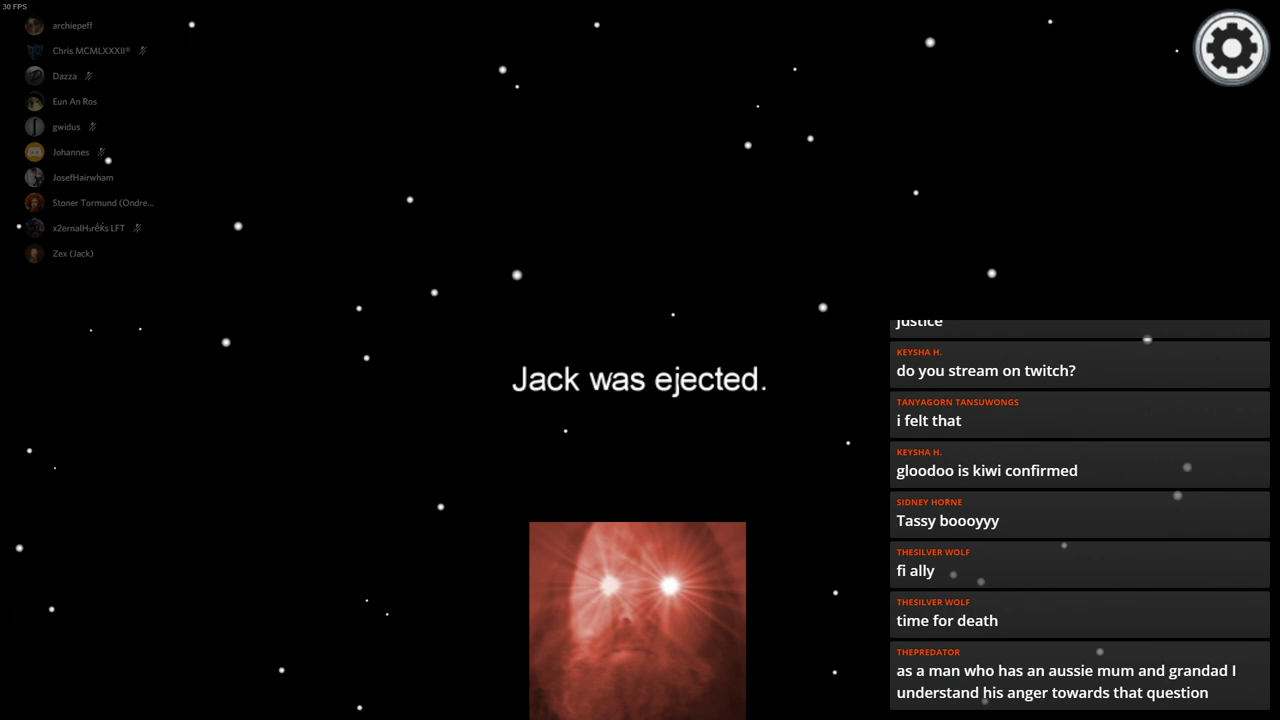 30 FPS
archiepeff
Chris MCMLXXXII®
Dazza
Eun An Ros
gwidus
Johannes
JosefHairwham
Stoner Tormund (Ondre...
LFT
Zex (Jack)
Jack was ejected.
justice
KEYSHA H.
do you stream on twitch?
TANYAGORN TANSUWONGS
i felt that
KEYSHA H.
gloodoo is kiwi confirmed
SIDNEY HORNE
Tassy boooyyy
THESILVER WOLF
fi ally
THESILVER WOLF
time for death
THEPREDATOR
as a man who has an aussie mum and grandad I
understand his anger towards that question